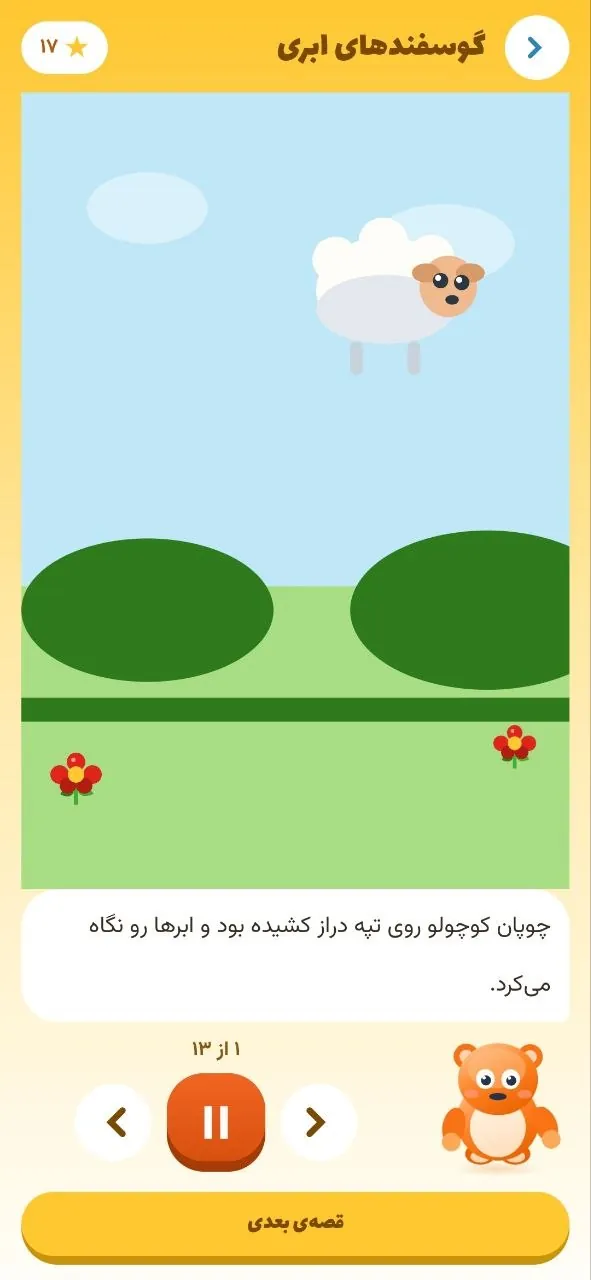 گوسفندهای ابری
۱۷
چوپان کوچولو روی تپه دراز کشیده بود و ابرها رو نگاه
می‌کرد.
۱ از ۱۳
قصه‌ی بعدی